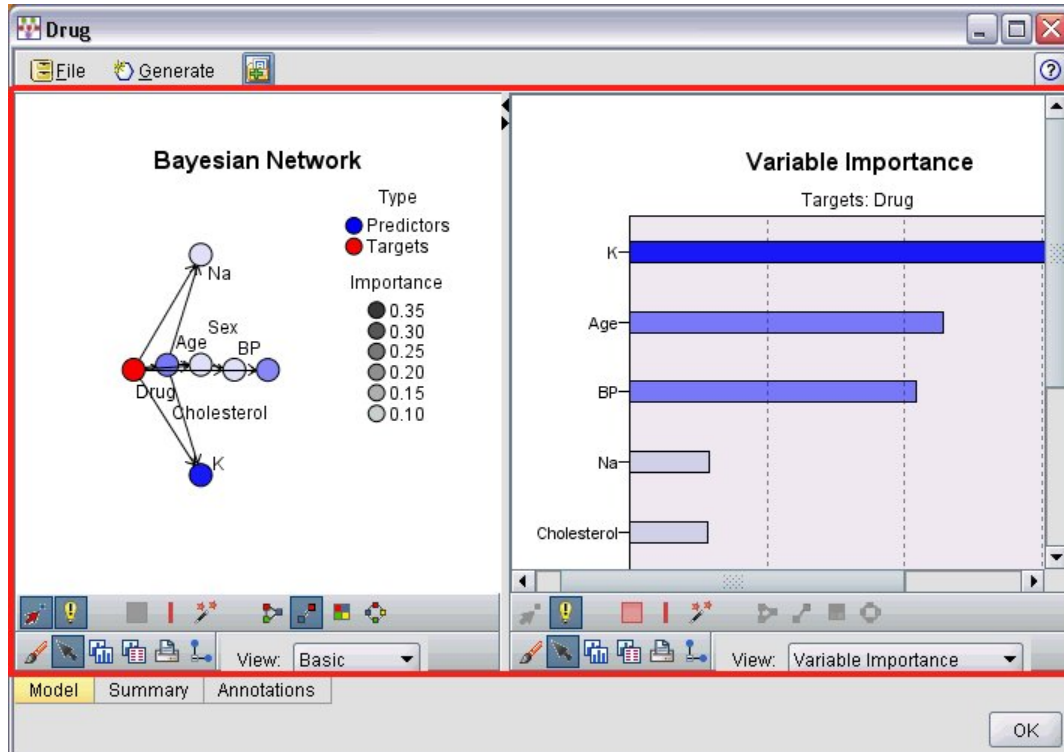 Drug
File Generate
Bayesian Network
Type
Predictors
Targets
Importance
0.35
0.30
0.25
0.20
0.15
0.10
Na
Sex
Age
BP
Drug
Cholesterol
K
View: Basic
Variable Importance
Targets: Drug
K
Age
BP
Na
Cholesterol
View: Variable Importance
Model Summary Annotations
OK